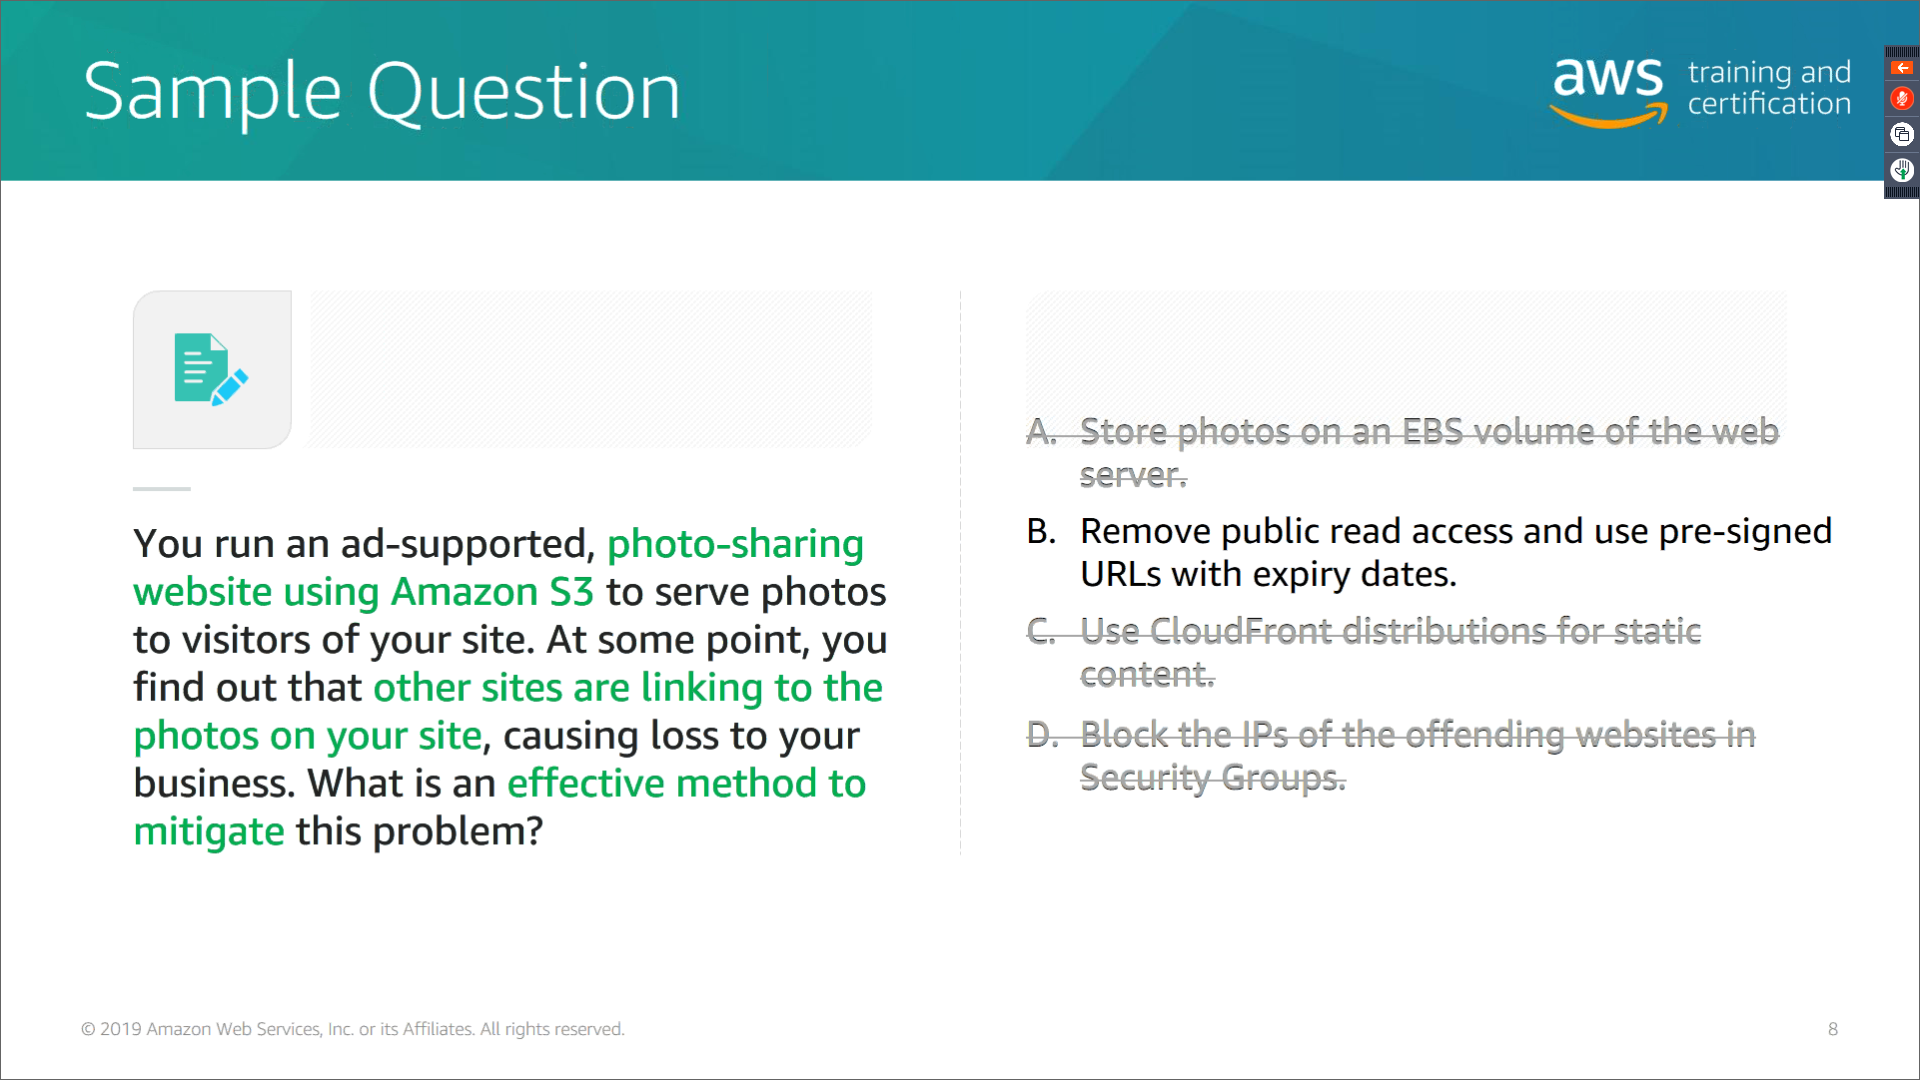 Sample Question
aws training and
certification
You run an ad-supported, photo-sharing
website using Amazon S3 to serve photos
to visitors of your site. At some point, you
find out that other sites are linking to the
photos on your site, causing loss to your
business. What is an effective method to
mitigate this problem?
A. Store photos on an EBS volume of the web
server.
B. Remove public read access and use pre-signed
URLs with expiry dates.
C. Use CloudFront distributions for static
content.
D. Block the IPs of the offending websites in
Security Groups.
© 2019 Amazon Web Services, Inc. or its Affiliates. All rights reserved.
8